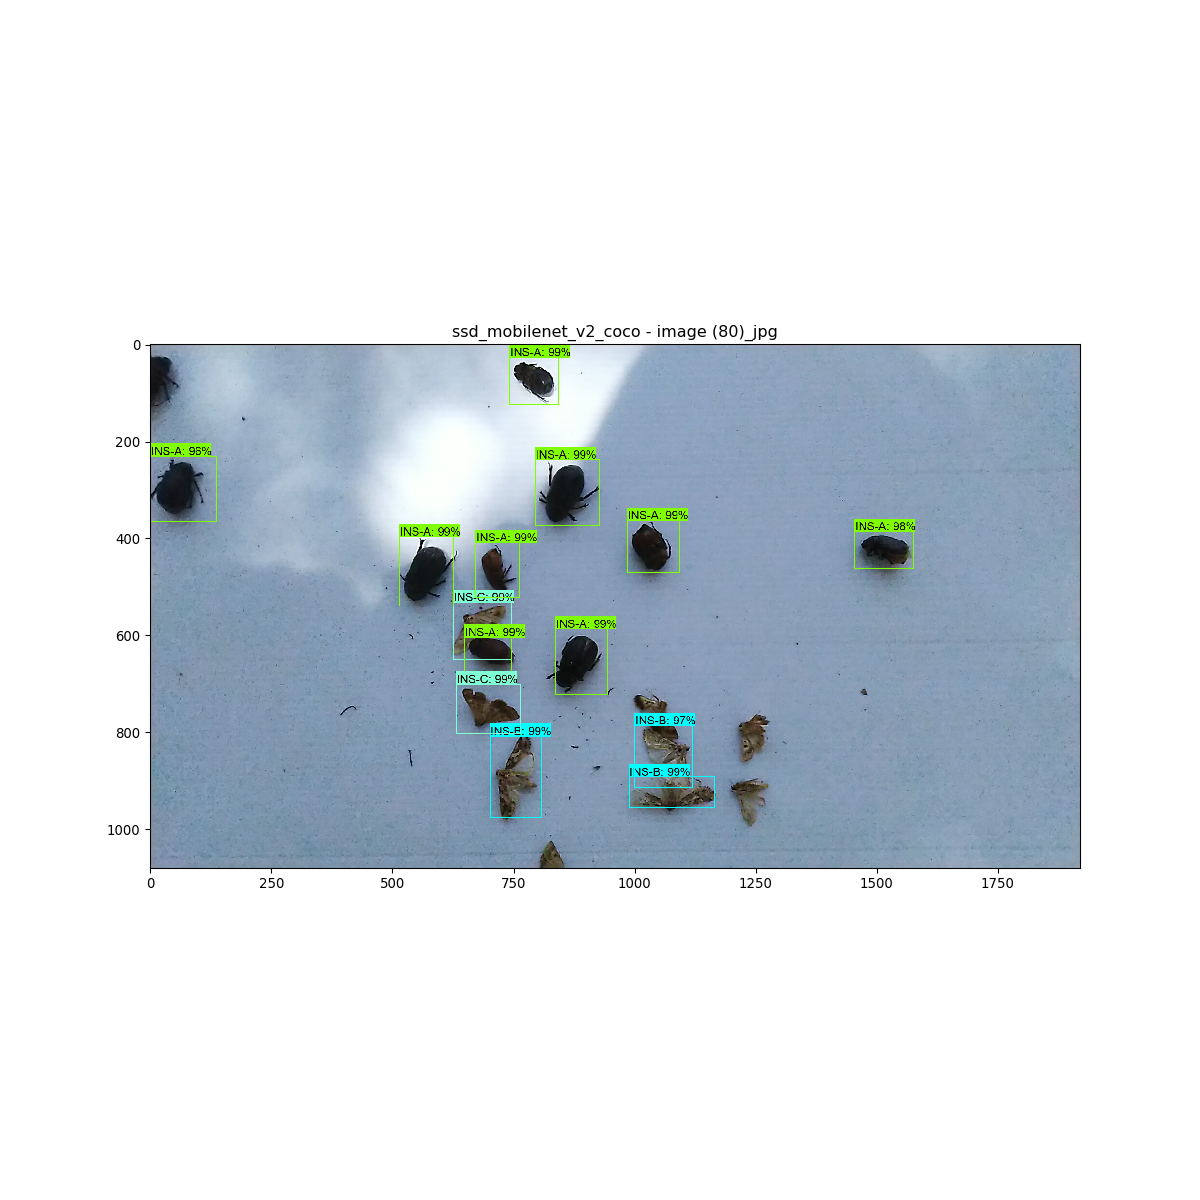 ssd_mobilenet_v2_coco - image (80)_jpg
0
INS-A: 99%
200
INS-A: 96%
INS-A: 99%
400
INS-A: 99%
INS-A: 99%
INS-A: 99%
INS-A: 98%
600
INS-C: 99%
INS-A: 99%
INS-A: 99%
INS-C: 99%
800
INS-B: 99%
INS-B: 97%
INS-B: 99%
1000
0 250 500 750 1000 1250 1500 1750